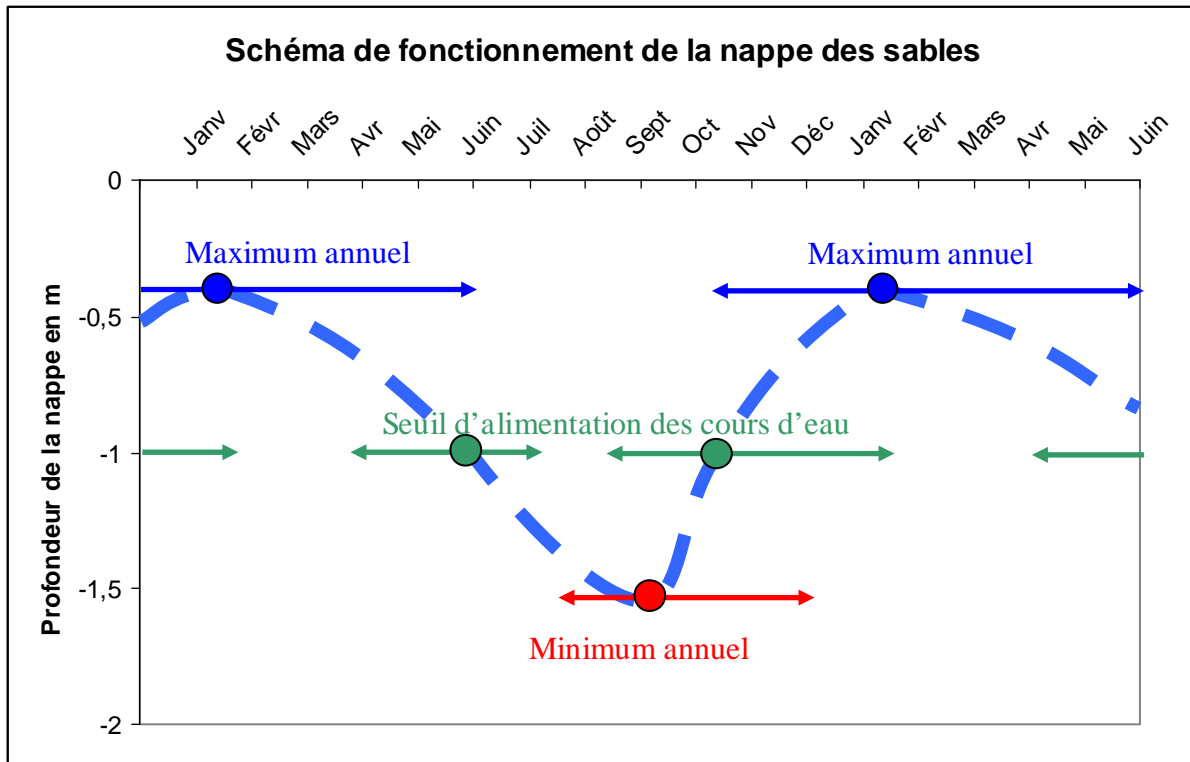 Schéma de fonctionnement de la nappe des sables
Janv Févr Mars Avr Mai Juin Juil Août Sept Oct Nov Déc Janv Févr Mars Avr Mai Juin
0
Maximum annuel Maximum annuel
-0,5
Seuil d'alimentation des cours d'eau
-1
-1,5
Minimum annuel
-2
Profondeur de la nappe en m